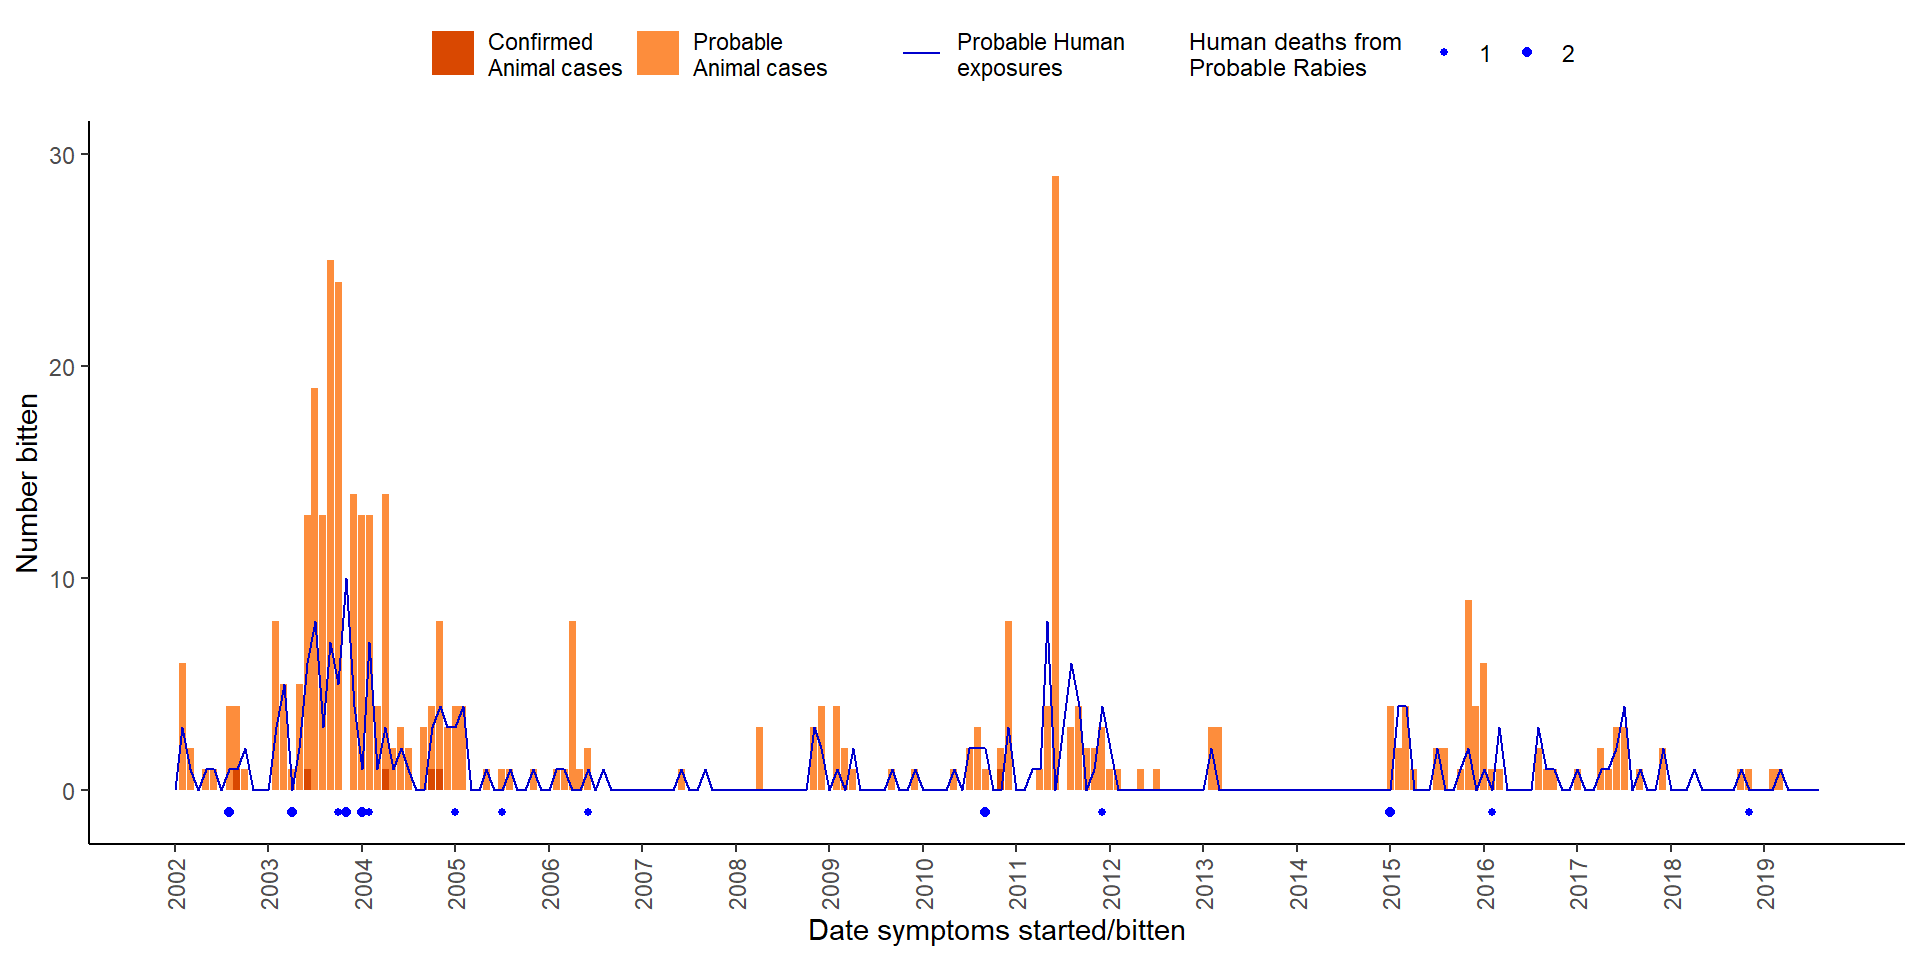 Confirmed
Animal cases
Probable
Animal cases
Probable Human
exposures
Human deaths from
Probable Rabies
1
2
Number bitten
30
20
10
0
2002
2003
2004
2005
2006
2007
2008
2009
2010
2011
2012
2013
2014
2015
2016
2017
2018
2019
Date symptoms started/bitten